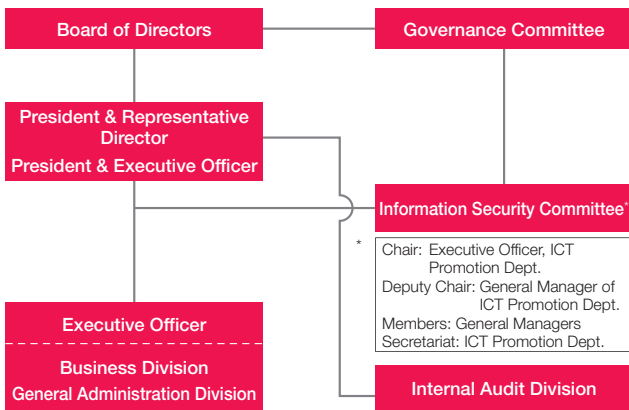 Board of Directors
Governance Committee
President & Representative
Director
President & Executive Officer
Information Security Committee*
*
Chair: Executive Officer, ICT
Promotion Dept.
Deputy Chair: General Manager of
ICT Promotion Dept.
Members: General Managers
Secretariat: ICT Promotion Dept.
Executive Officer
Business Division
General Administration Division
Internal Audit Division